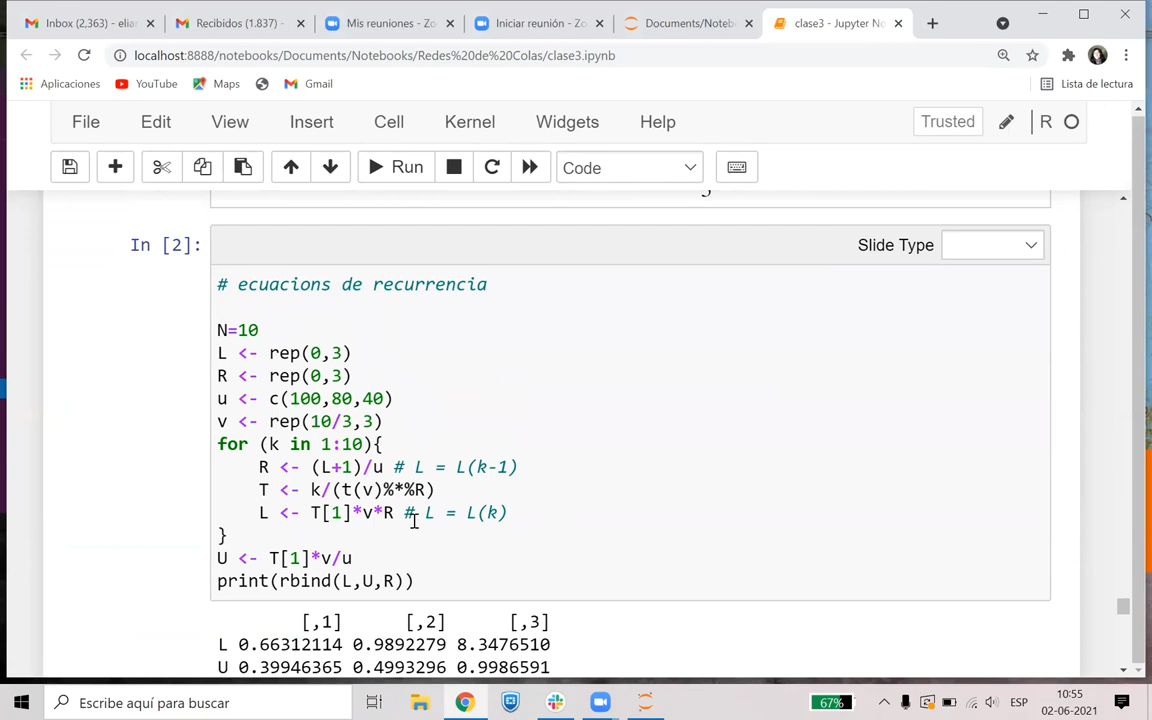 Inbox (2,363) - elian
Recibidos (1.837) -
Mis reuniones - Zo
Iniciar reunión - Zo
Documents/Noteb
clase3 - Jupyter No
localhost:8888/notebooks/Documents/Notebooks/Redes%20de%20Colas/clase3.ipynb
Aplicaciones
YouTube
Maps
Gmail
Lista de lectura
File
Edit
View
Insert
Cell
Kernel
Widgets
Help
Trusted
R
Run
Code
In [2]:
Slide Type
# ecuacions de recurrencia
N=10
L <- rep(0,3)
R <- rep(0,3)
u <- c(100,80,40)
v <- rep(10/3,3)
for (k in 1:10){
R <- (L+1)/u # L = L(k-1)
T <- k/(t(v)%*%R)
L <- T[1]*v*R # L = L(k)
}
U <- T[1]*v/u
print(rbind(L,U,R))
[,1] [,2] [,3]
L 0.66312114 0.9892279 8.3476510
U 0.39946365 0.4993296 0.9986591
Escribe aquí para buscar
67%
ESP
10:55
02-06-2021